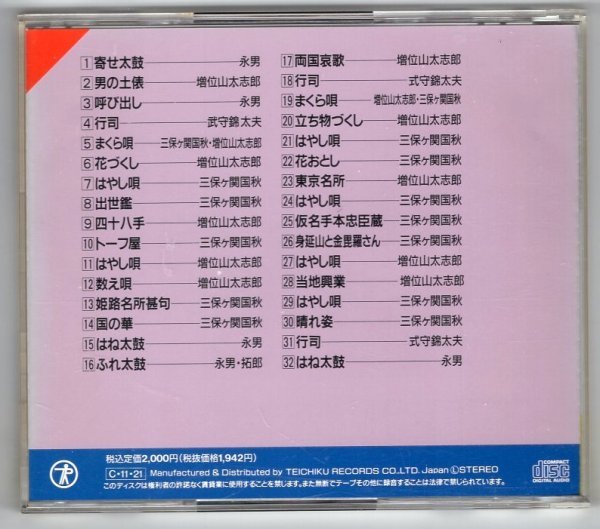 1 寄せ太鼓 永男
2 男の土俵 増位山太志郎
3 呼び出し 永男
4 行司 武守錦太夫
5 まくら唄 三保ヶ関国秋・増位山太志郎
6 花づくし 増位山太志郎
7 はやし唄 三保ヶ関国秋
8 出世鑑 三保ヶ関国秋
9 四十八手 増位山太志郎
10 トーフ屋 三保ヶ関国秋
11 はやし唄 増位山太志郎
12 数え唄 増位山太志郎
13 姫路名所甚句 三保ヶ関国秋
14 国の華 三保ヶ関国秋
15 はね太鼓 永男
16 ふれ太鼓 永男・拓郎
17 両国哀歌 増位山太志郎
18 行司 式守錦太夫
19 まくら唄 増位山太志郎・三保ヶ関国秋
20 立ち物づくし 増位山太志郎
21 はやし唄 三保ヶ関国秋
22 花おとし 三保ヶ関国秋
23 東京名所 増位山太志郎
24 はやし唄 三保ヶ関国秋
25 仮名手本忠臣蔵 三保ヶ関国秋
26 身延山と金毘羅さん 三保ヶ関国秋
27 はやし唄 増位山太志郎
28 当地興業 増位山太志郎
29 はやし唄 三保ヶ関国秋
30 晴れ姿 三保ヶ関国秋
31 行司 式守錦太夫
32 はね太鼓 永男
税込定価2,000円(税抜価格1,942円)
C・11・21 Manufactured & Distributed by TEICHIKU RECORDS CO.,LTD. Japan Ⓛ STEREO
このディスクは権利者の許諾なく賃貸業に使用することを禁じます。また無断でテープその他に録音することは法律で禁じられています。
COMPACT
disc
DIGITAL AUDIO